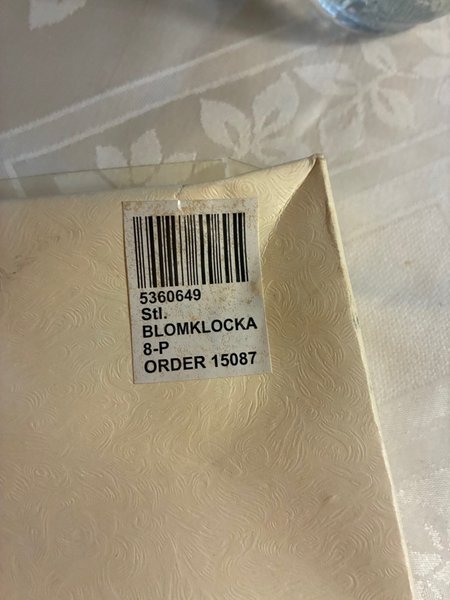 5360649
Stl.
BLOMKLOCKA
8-P
ORDER 15087